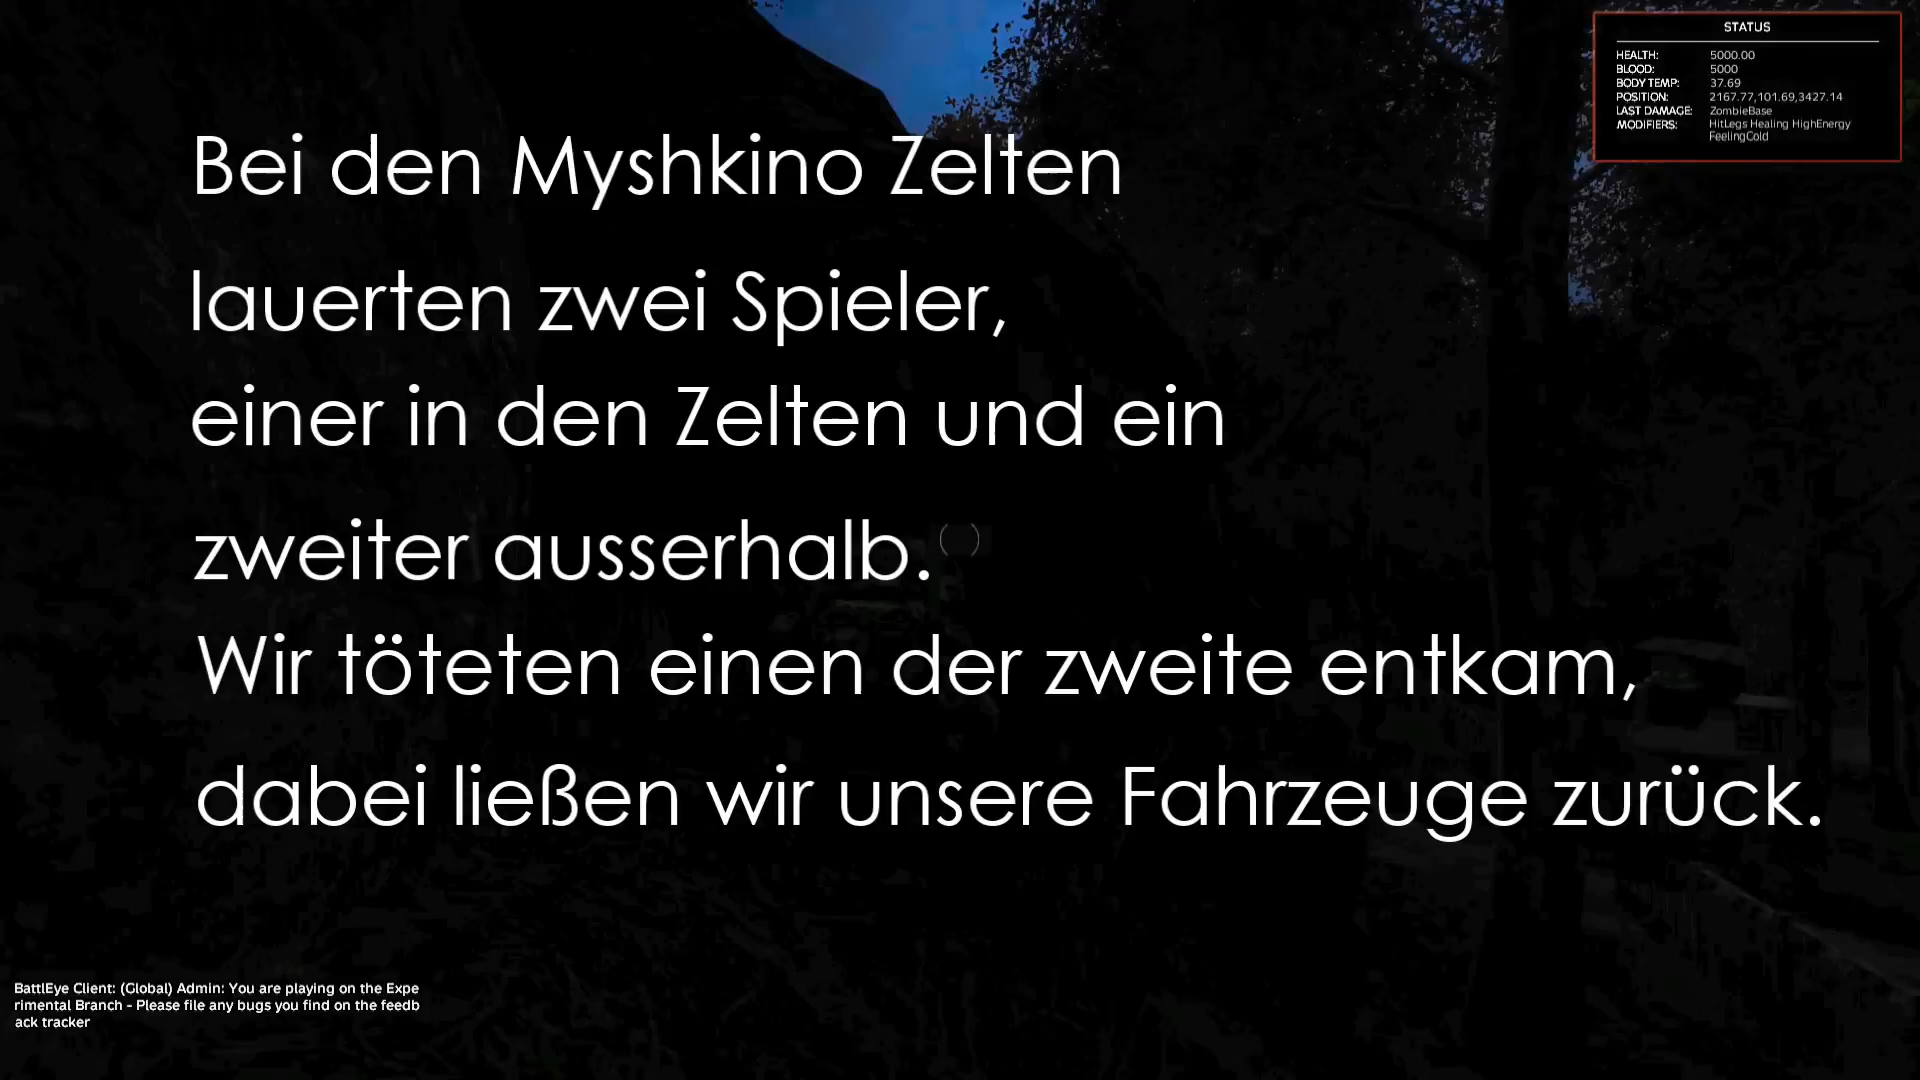 STATUS
HEALTH: 5000.00
BLOOD: 5000
BODY TEMP: 37.69
POSITION: 2167.77,101.69,3427.14
LAST DAMAGE: ZombieBase
MODIFIERS: HitLegs Healing HighEnergy
FeelingCold
Bei den Myshkino Zelten
lauerten zwei Spieler,
einer in den Zelten und ein
zweiter ausserhalb.
Wir töteten einen der zweite entkam,
dabei ließen wir unsere Fahrzeuge zurück.
BattlEye Client: (Global) Admin: You are playing on the Expe
rimental Branch - Please file any bugs you find on the feedb
ack tracker